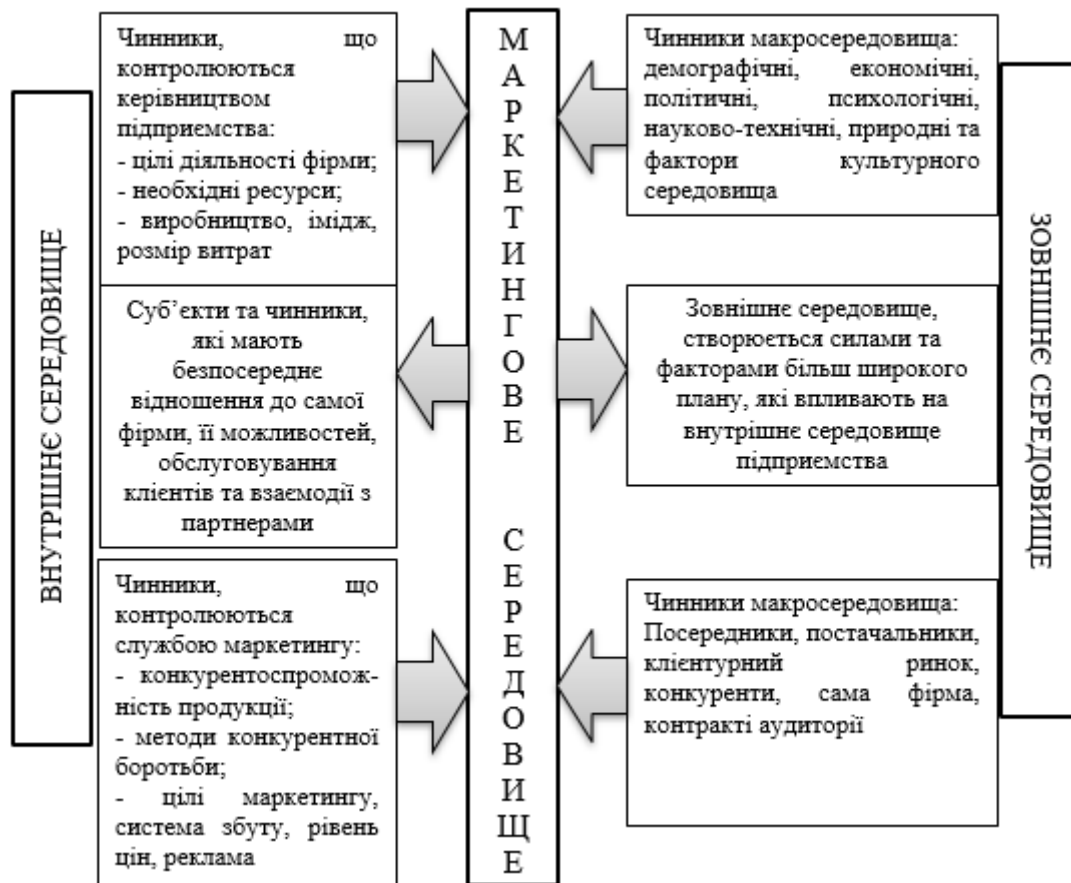 ВНУТРІШНЄ СЕРЕДОВИЩЕ
Чинники, що
контролюються
керівництвом
підприємства:
- цілі діяльності фірми;
- необхідні ресурси;
- виробництво, імідж,
розмір витрат
Суб’єкти та чинники,
які мають
безпосереднє
відношення до самої
фірми, її можливостей,
обслуговування
клієнтів та взаємодії з
партнерами
Чинники, що
контролюються
службою маркетингу:
- конкурентоспромож-
ність продукції;
- методи конкурентної
боротьби;
- цілі маркетингу,
система збуту, рівень
цін, реклама
МАРКЕТИНГОВЕ СЕРЕДОВИЩЕ
Чинники макросередовища:
демографічні, економічні,
політичні, психологічні,
науково-технічні, природні та
фактори культурного
середовища
Зовнішнє середовище,
створюється силами та
факторами більш широкого
плану, які впливають на
внутрішнє середовище
підприємства
Чинники макросередовища:
Посередники, постачальники,
клієнтурний ринок,
конкуренти, сама фірма,
контракті аудиторії
ЗОВНІШНЄ СЕРЕДОВИЩЕ